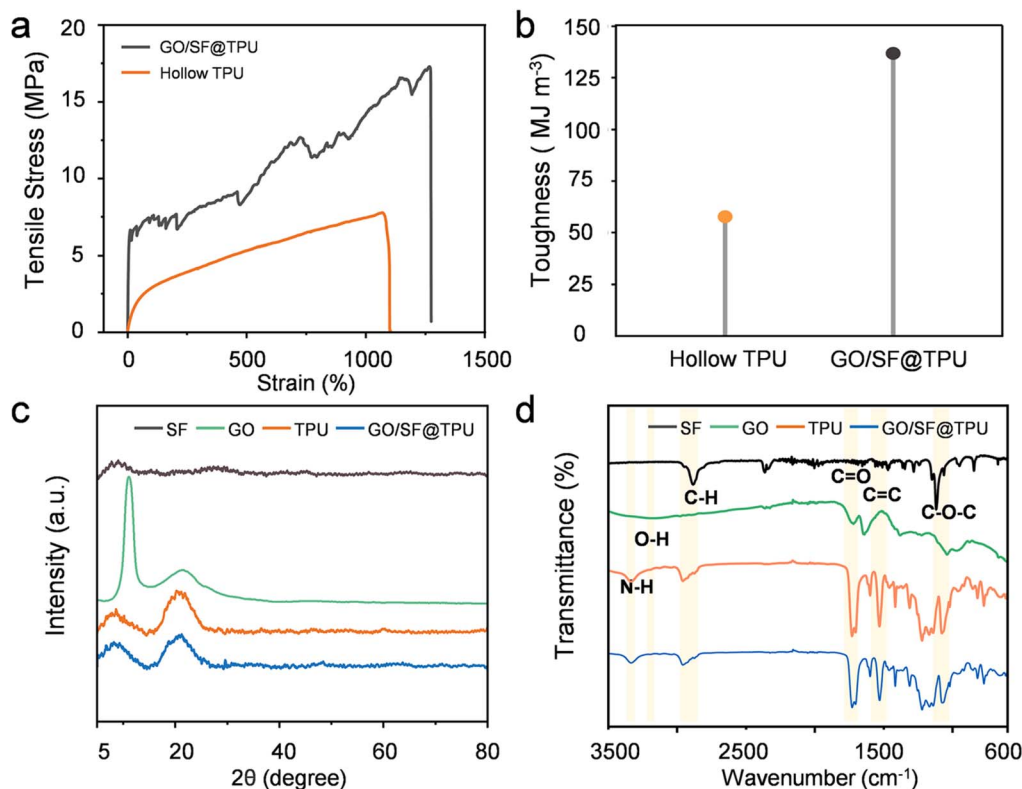 a
20
15
10
5
0
Tensile Stress (MPa)
GO/SF@TPU
Hollow TPU
0
500
1000
1500
Strain (%)
b
150
125
100
75
50
25
0
Toughness ( MJ m⁻³)
Hollow TPU
GO/SF@TPU
c
SF GO TPU GO/SF@TPU
Intensity (a.u.)
5
20
40
60
80
2θ (degree)
d
SF GO TPU GO/SF@TPU
C=O
C-H
C=C
C-O-C
O-H
N-H
Transmittance (%)
3500
2500
1500
600
Wavenumber (cm⁻¹)